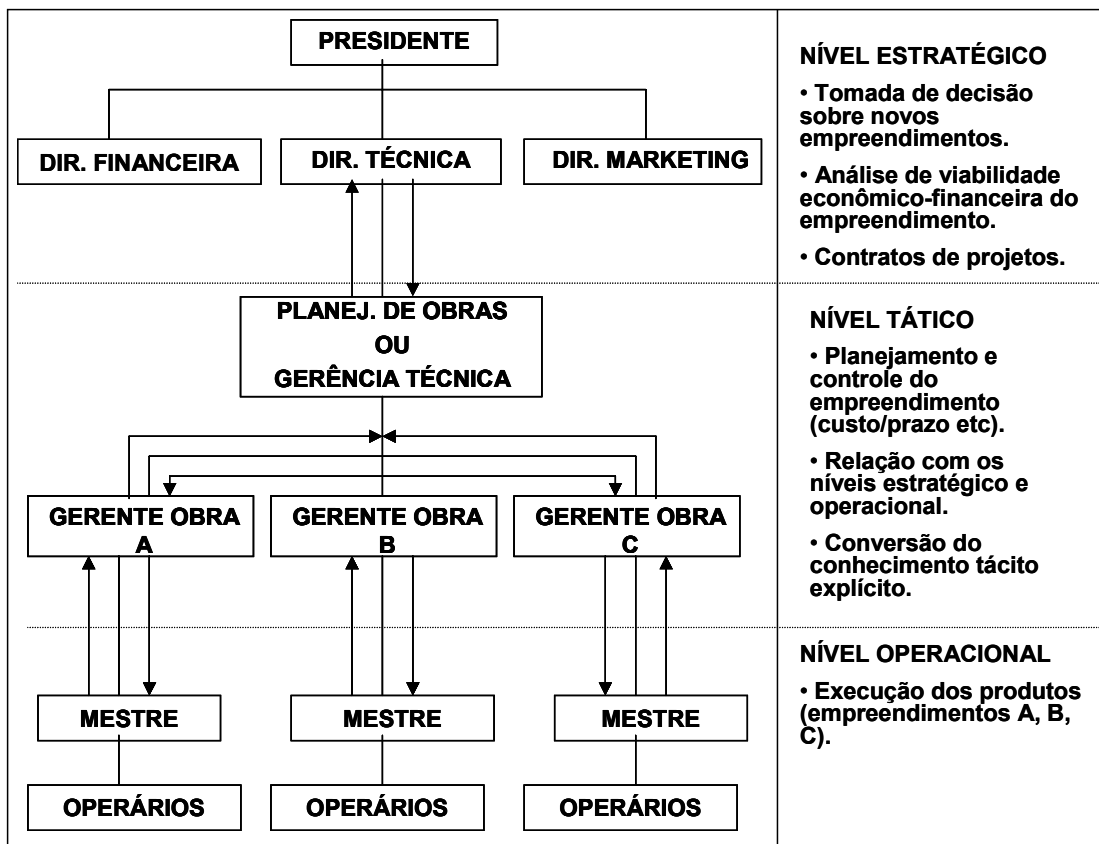 PRESIDENTE
DIR. FINANCEIRA
DIR. TÉCNICA
DIR. MARKETING
NÍVEL ESTRATÉGICO
• Tomada de decisão
sobre novos
empreendimentos.
• Análise de viabilidade
econômico-financeira do
empreendimento.
• Contratos de projetos.
PLANEJ. DE OBRAS
OU
GERÊNCIA TÉCNICA
GERENTE OBRA
A
GERENTE OBRA
B
GERENTE OBRA
C
NÍVEL TÁTICO
• Planejamento e
controle do
empreendimento
(custo/prazo etc).
• Relação com os
níveis estratégico e
operacional.
• Conversão do
conhecimento tácito
explícito.
MESTRE
MESTRE
MESTRE
OPERÁRIOS
OPERÁRIOS
OPERÁRIOS
NÍVEL OPERACIONAL
• Execução dos produtos
(empreendimentos A, B,
C).